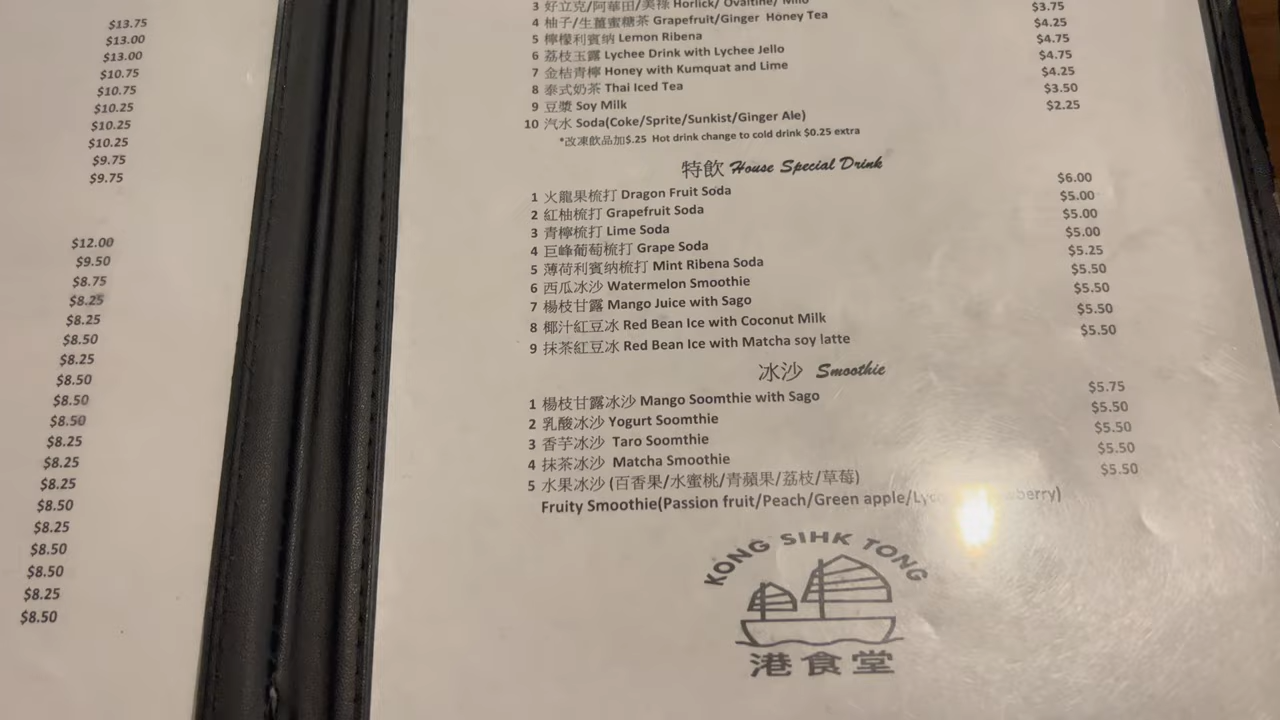 $13.75
$13.00
$13.00
$10.75
$10.75
$10.25
$10.25
$10.25
$9.75
$9.75
$12.00
$9.50
$8.75
$8.25
$8.25
$8.50
$8.25
$8.50
$8.50
$8.50
$8.25
$8.25
$8.25
$8.50
$8.25
$8.50
$8.50
$8.25
$8.50
3 好立克/阿華田/美祿 Horlick/ Ovaltine/ Milo $3.75
4 柚子/生薑蜜糖茶 Grapefruit/Ginger Honey Tea $4.25
5 檸檬利賓納 Lemon Ribena $4.75
6 荔枝玉露 Lychee Drink with Lychee Jello $4.75
7 金桔青檸 Honey with Kumquat and Lime $4.25
8 泰式奶茶 Thai Iced Tea $3.50
9 豆漿 Soy Milk $2.25
10 汽水 Soda(Coke/Sprite/Sunkist/Ginger Ale)
*改凍飲品加$.25 Hot drink change to cold drink $0.25 extra
特飲 House Special Drink
1 火龍果梳打 Dragon Fruit Soda $6.00
2 紅柚梳打 Grapefruit Soda $5.00
3 青檸梳打 Lime Soda $5.00
4 巨峰葡萄梳打 Grape Soda $5.00
5 薄荷利賓納梳打 Mint Ribena Soda $5.25
6 西瓜冰沙 Watermelon Smoothie $5.50
7 楊枝甘露 Mango Juice with Sago $5.50
8 椰汁紅豆冰 Red Bean Ice with Coconut Milk $5.50
9 抹茶紅豆冰 Red Bean Ice with Matcha soy latte $5.50
冰沙 Smoothie
1 楊枝甘露冰沙 Mango Soomthie with Sago $5.75
2 乳酸冰沙 Yogurt Soomthie $5.50
3 香芋冰沙 Taro Soomthie $5.50
4 抹茶冰沙 Matcha Smoothie $5.50
5 水果冰沙 (百香果/水蜜桃/青蘋果/荔枝/草莓) $5.50
Fruity Smoothie(Passion fruit/Peach/Green apple/
KONG SIHK TONG
港食堂